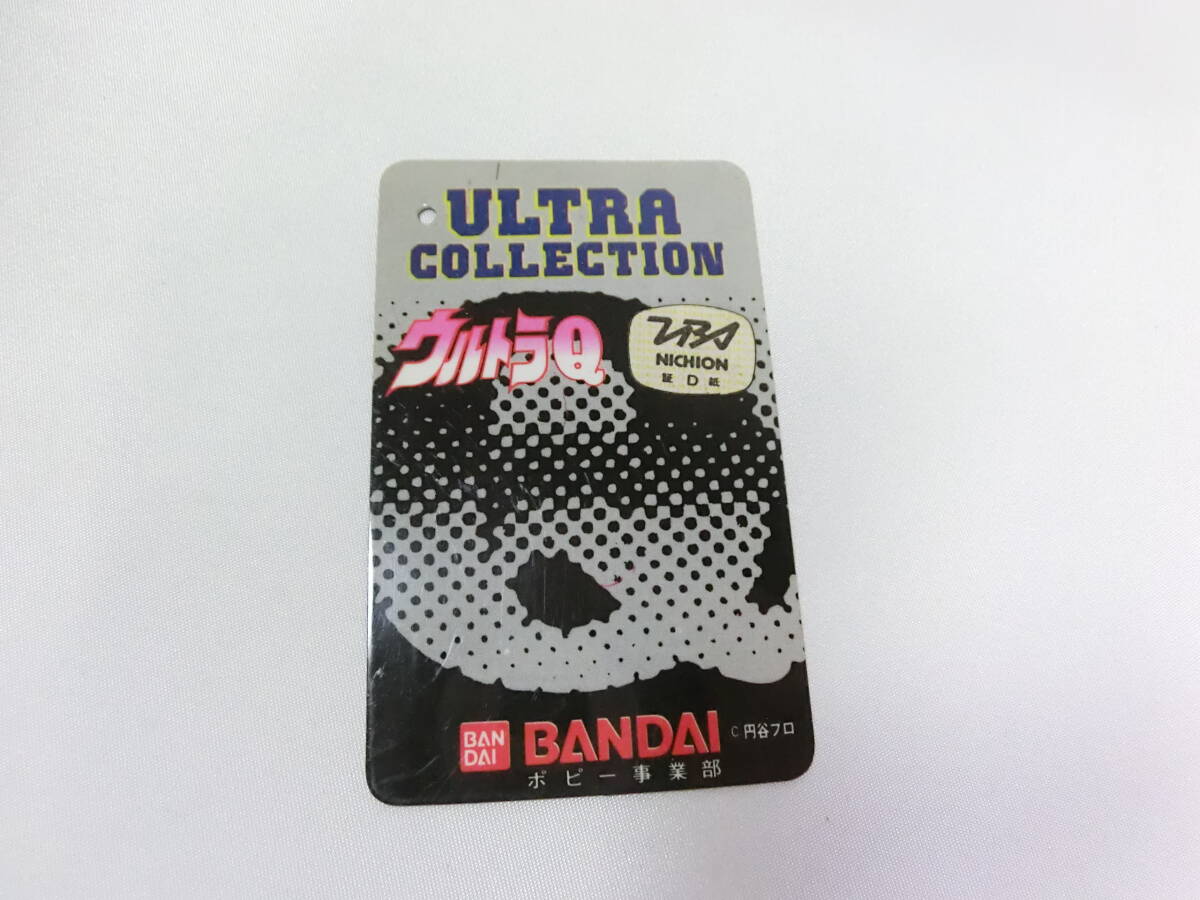 ULTRA
COLLECTION
ウルトラQ
TBS
NICHION
証 D 紙
BAN
DAI
BANDAI
C 円谷プロ
ポピー事業部